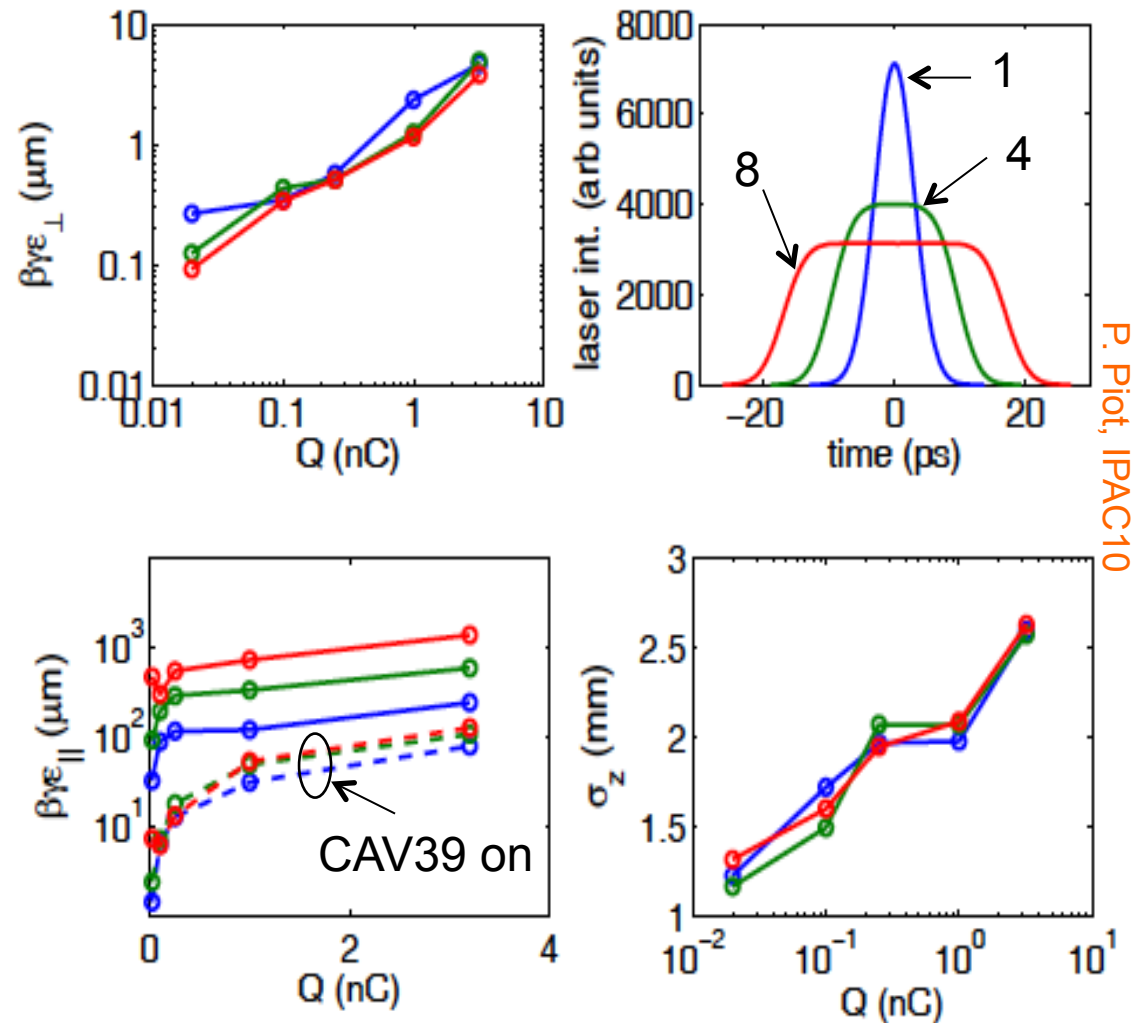 10
1
0.1
0.01
βγε⊥ (μm)
0.01 0.1 1 10
Q (nC)
8000
6000
4000
2000
0
laser int. (arb units)
1
4
8
−20 0 20
time (ps)
P. Piot, IPAC10
10³
10²
10¹
βγε|| (μm)
CAV39 on
0 2 4
Q (nC)
3
2.5
2
1.5
1
σz (mm)
10⁻² 10⁻¹ 10⁰ 10¹
Q (nC)